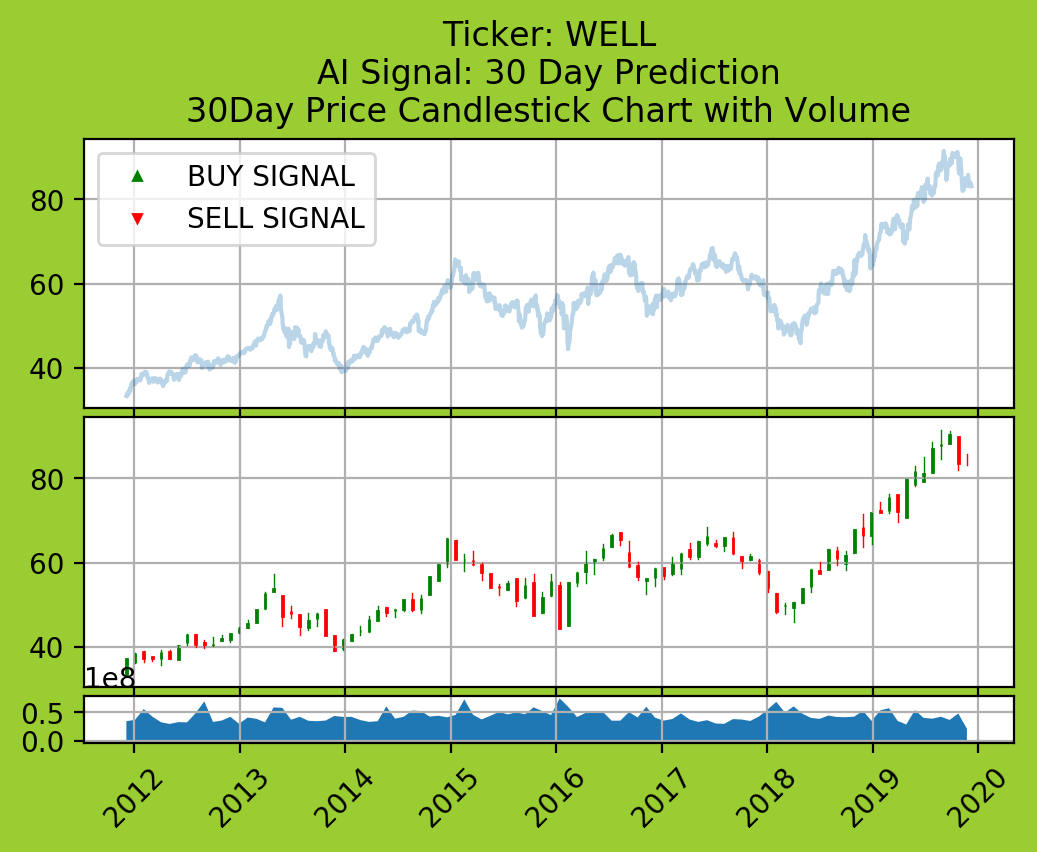 Ticker: WELL
AI Signal: 30 Day Prediction
30Day Price Candlestick Chart with Volume
BUY SIGNAL
SELL SIGNAL
80
60
40
80
60
40
1e8
0.5
0.0
2012 2013 2014 2015 2016 2017 2018 2019 2020